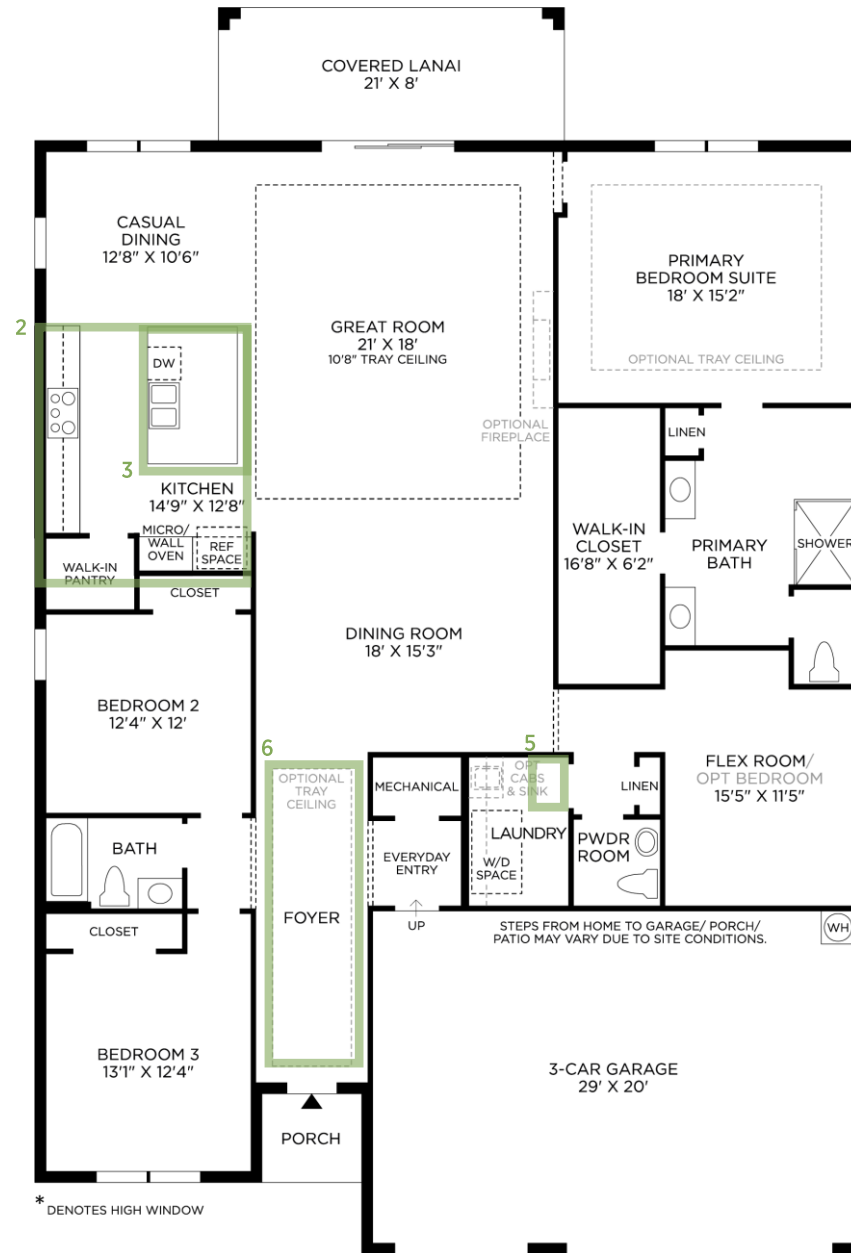 COVERED LANAI
21' X 8'
CASUAL
DINING
12'8" X 10'6"
PRIMARY
BEDROOM SUITE
18' X 15'2"
OPTIONAL TRAY CEILING
GREAT ROOM
21' X 18'
10'8" TRAY CEILING
2
DW
3
OPTIONAL
FIREPLACE
LINEN
KITCHEN
14'9" X 12'8"
MICRO/
WALL
OVEN
REF
SPACE
WALK-IN
PANTRY
CLOSET
WALK-IN
CLOSET
16'8" X 6'2"
PRIMARY
BATH
SHOWER
DINING ROOM
18' X 15'3"
BEDROOM 2
12'4" X 12'
6
OPTIONAL
TRAY
CEILING
MECHANICAL
5
OPT
CABS
& SINK
LINEN
FLEX ROOM/
OPT BEDROOM
15'5" X 11'5"
BATH
EVERYDAY
ENTRY
LAUNDRY
W/D
SPACE
PWDR
ROOM
FOYER
UP
CLOSET
STEPS FROM HOME TO GARAGE/ PORCH/
PATIO MAY VARY DUE TO SITE CONDITIONS.
WH
BEDROOM 3
13'1" X 12'4"
3-CAR GARAGE
29' X 20'
PORCH
* DENOTES HIGH WINDOW